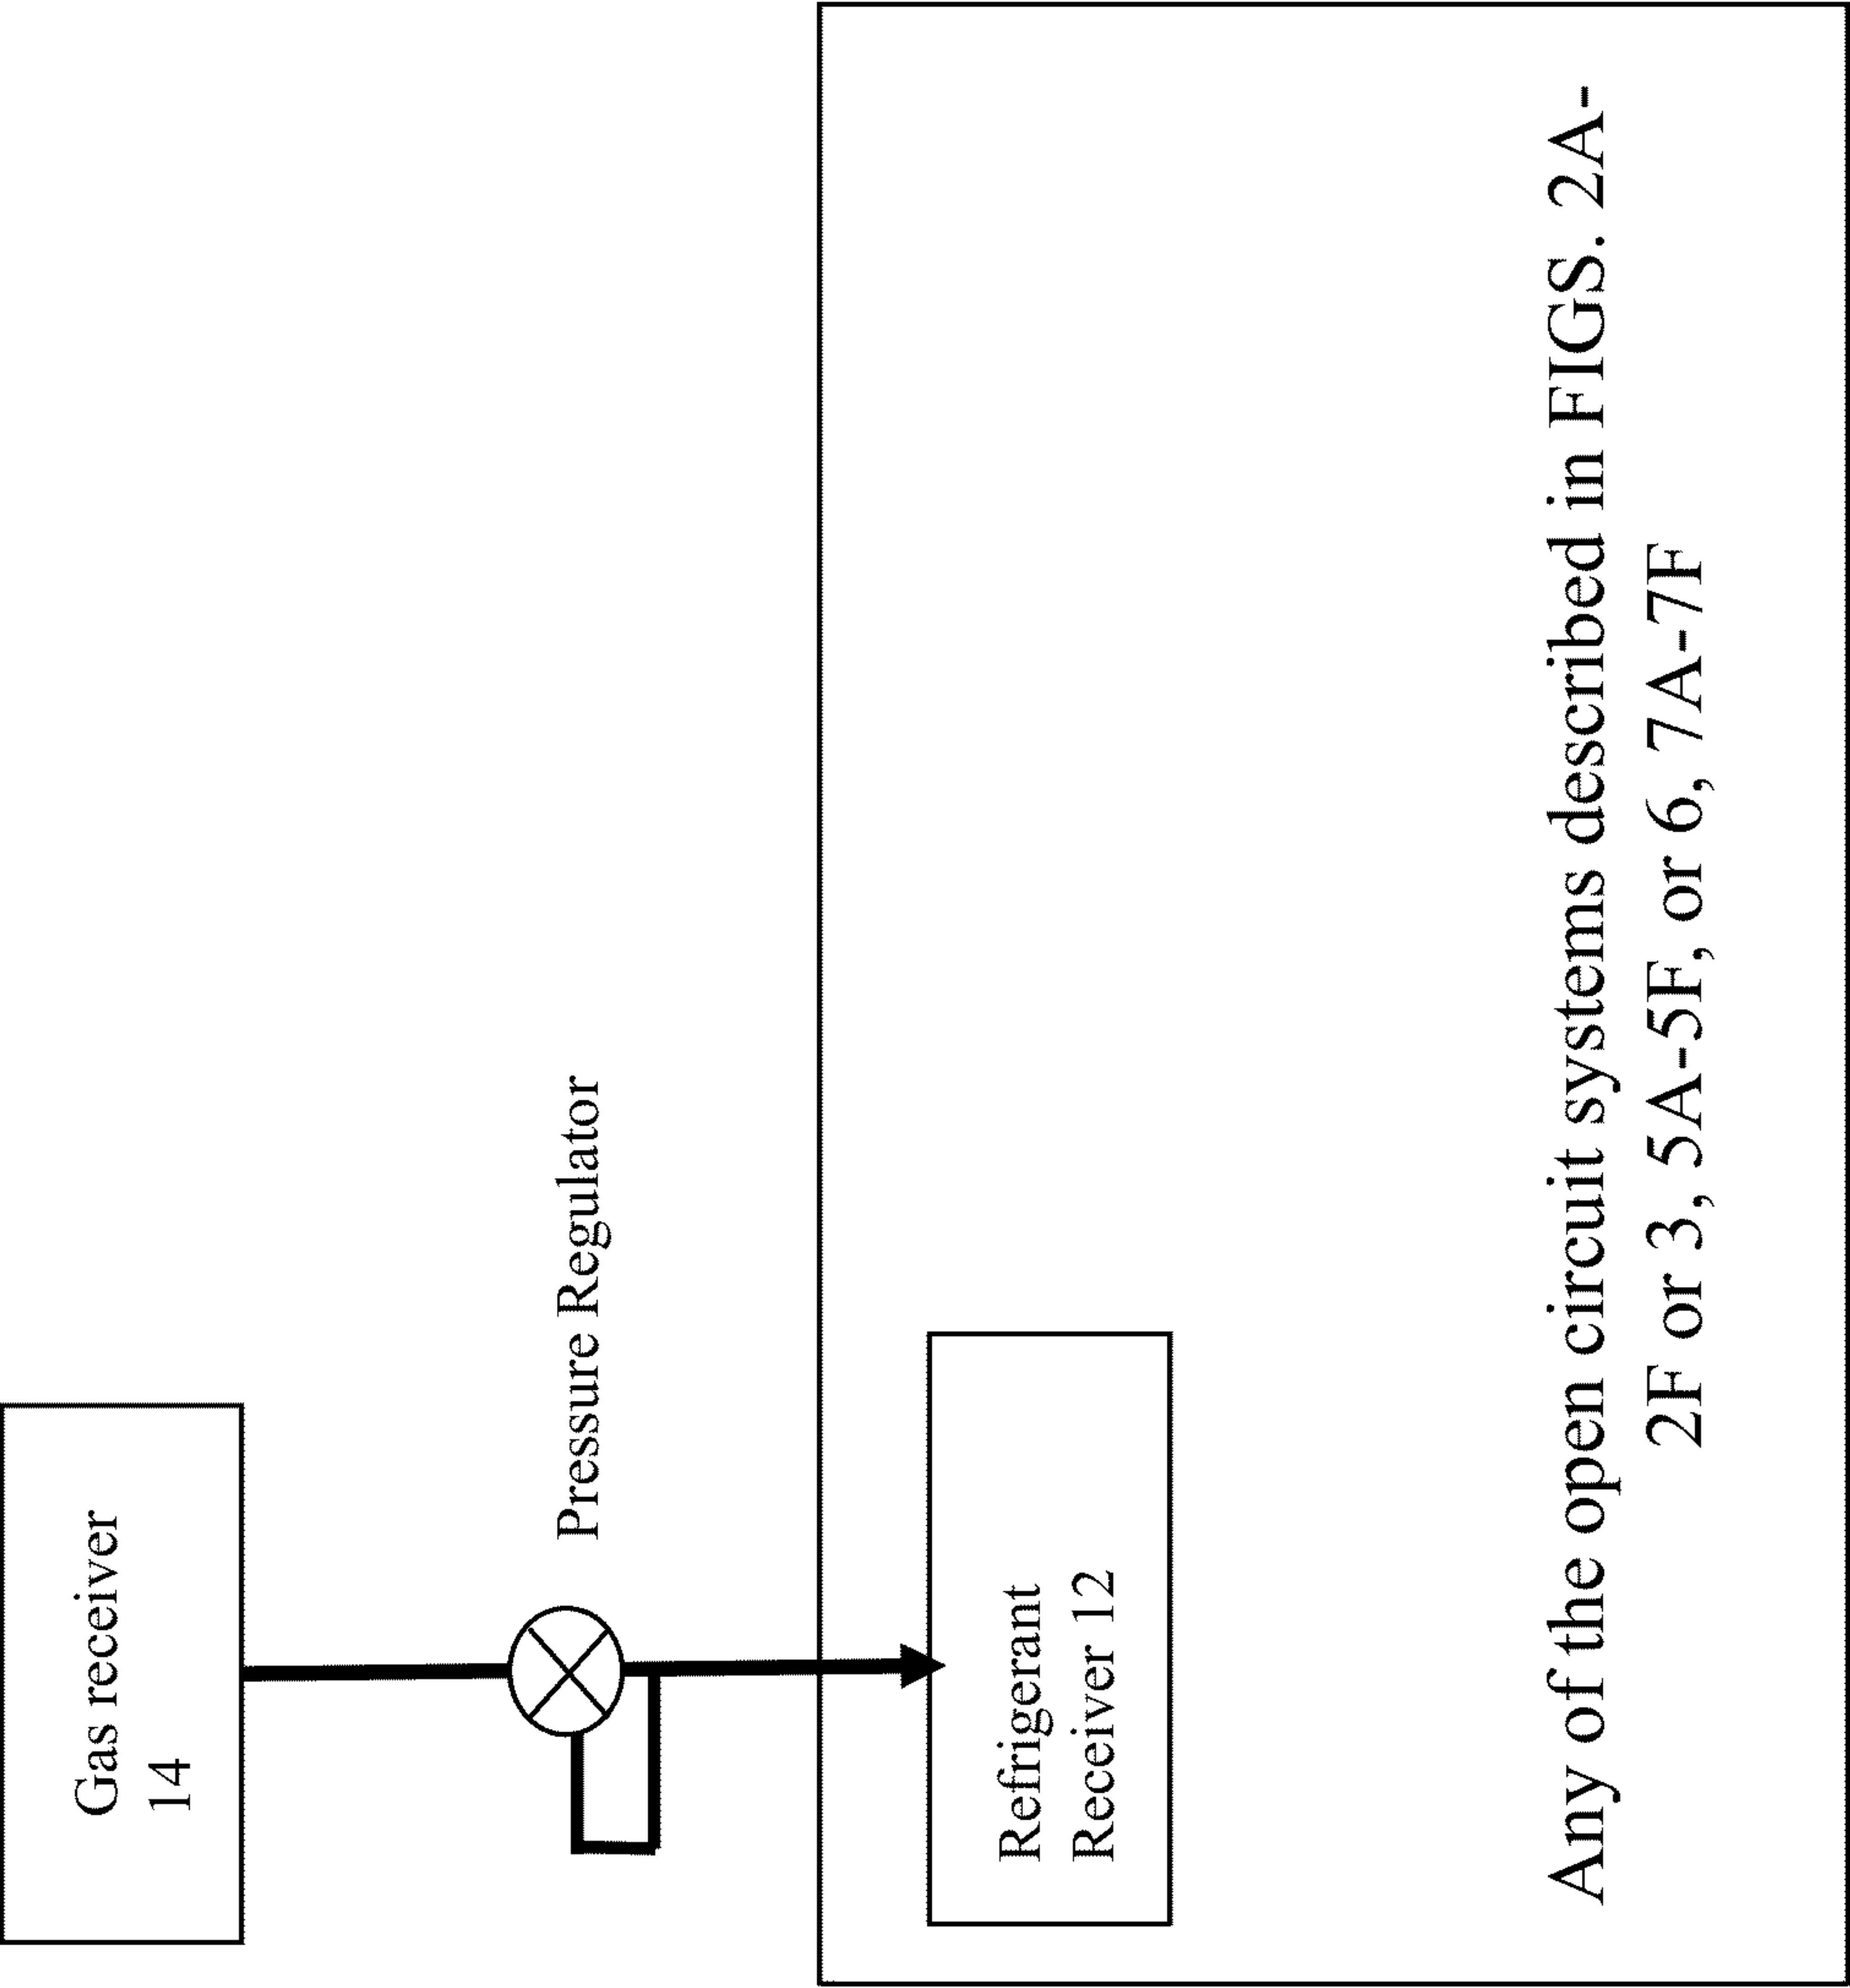 Gas receiver
14
Pressure Regulator
Refrigerant
Receiver 12
Any of the open circuit systems described in FIGS. 2A-
2F or 3, 5A-5F, or 6, 7A-7F